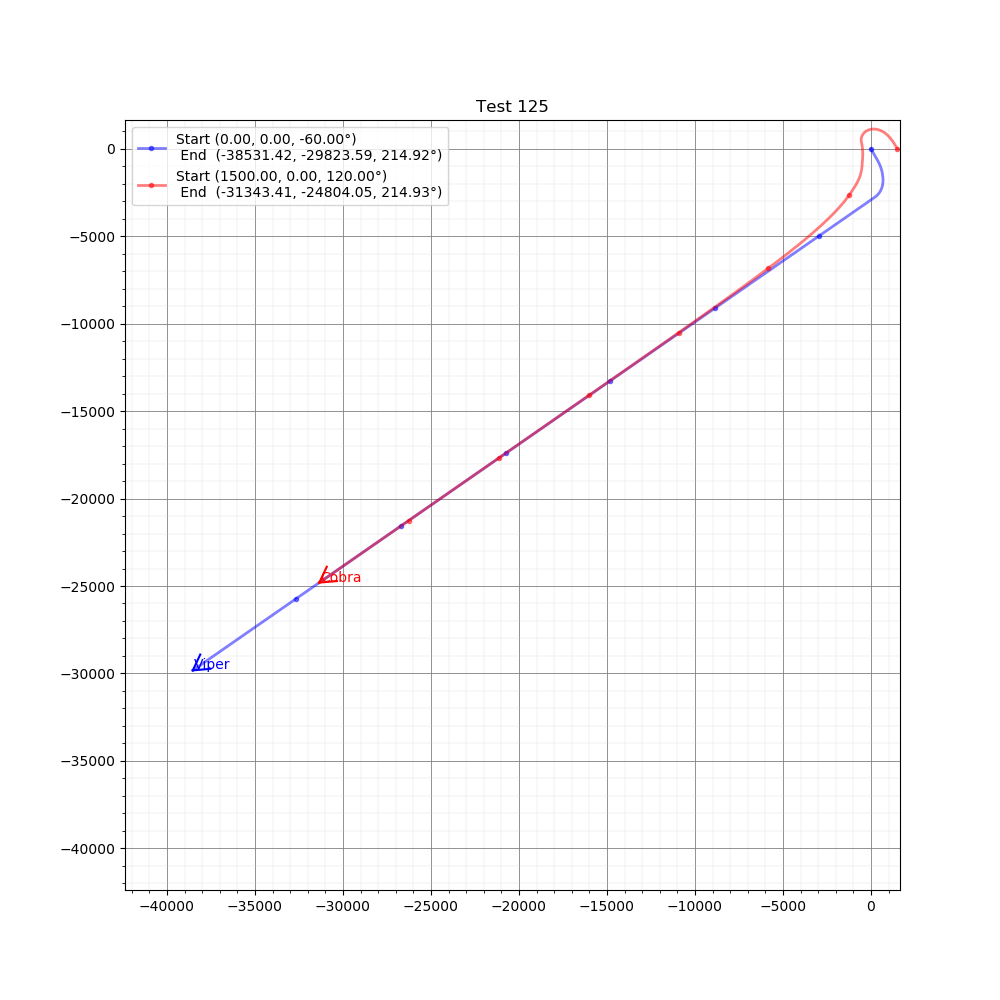 Test 125
Start (0.00, 0.00, -60.00°)
End (-38531.42, -29823.59, 214.92°)
Start (1500.00, 0.00, 120.00°)
End (-31343.41, -24804.05, 214.93°)
0
−5000
−10000
−15000
−20000
−25000
−30000
−35000
−40000
Cobra
Viper
−40000 −35000 −30000 −25000 −20000 −15000 −10000 −5000 0